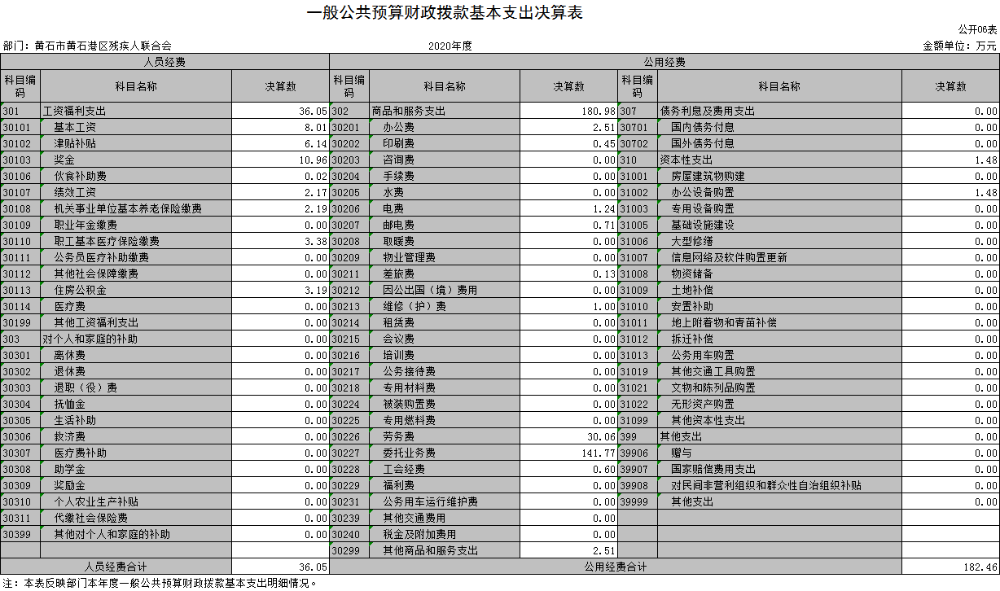 一般公共预算财政拨款基本支出决算表
公开06表
部门：黄石市黄石港区残疾人联合会 2020年度 金额单位：万元
人员经费 公用经费
科目编码 科目名称 决算数 科目编码 科目名称 决算数 科目编码 科目名称 决算数
301 工资福利支出 36.05 302 商品和服务支出 180.98 307 债务利息及费用支出 0.00
30101 基本工资 8.01 30201 办公费 2.51 30701 国内债务付息 0.00
30102 津贴补贴 6.14 30202 印刷费 0.45 30702 国外债务付息 0.00
30103 奖金 10.96 30203 咨询费 0.00 310 资本性支出 1.48
30106 伙食补助费 0.02 30204 手续费 0.00 31001 房屋建筑物购建 0.00
30107 绩效工资 2.17 30205 水费 0.00 31002 办公设备购置 1.48
30108 机关事业单位基本养老保险缴费 2.19 30206 电费 1.24 31003 专用设备购置 0.00
30109 职业年金缴费 0.00 30207 邮电费 0.71 31005 基础设施建设 0.00
30110 职工基本医疗保险缴费 3.38 30208 取暖费 0.00 31006 大型修缮 0.00
30111 公务员医疗补助缴费 0.00 30209 物业管理费 0.00 31007 信息网络及软件购置更新 0.00
30112 其他社会保障缴费 0.00 30211 差旅费 0.13 31008 物资储备 0.00
30113 住房公积金 3.19 30212 因公出国（境）费用 0.00 31009 土地补偿 0.00
30114 医疗费 0.00 30213 维修（护）费 1.00 31010 安置补助 0.00
30199 其他工资福利支出 0.00 30214 租赁费 0.00 31011 地上附着物和青苗补偿 0.00
303 对个人和家庭的补助 0.00 30215 会议费 0.00 31012 拆迁补偿 0.00
30301 离休费 0.00 30216 培训费 0.00 31013 公务用车购置 0.00
30302 退休费 0.00 30217 公务接待费 0.00 31019 其他交通工具购置 0.00
30303 退职（役）费 0.00 30218 专用材料费 0.00 31021 文物和陈列品购置 0.00
30304 抚恤金 0.00 30224 被装购置费 0.00 31022 无形资产购置 0.00
30305 生活补助 0.00 30225 专用燃料费 0.00 31099 其他资本性支出 0.00
30306 救济费 0.00 30226 劳务费 30.06 399 其他支出 0.00
30307 医疗费补助 0.00 30227 委托业务费 141.77 39906 赠与 0.00
30308 助学金 0.00 30228 工会经费 0.60 39907 国家赔偿费用支出 0.00
30309 奖励金 0.00 30229 福利费 0.00 39908 对民间非营利组织和群众性自治组织补贴 0.00
30310 个人农业生产补贴 0.00 30231 公务用车运行维护费 0.00 39999 其他支出 0.00
30311 代缴社会保险费 0.00 30239 其他交通费用 0.00
30399 其他对个人和家庭的补助 0.00 30240 税金及附加费用 0.00
30299 其他商品和服务支出 2.51
人员经费合计 36.05 公用经费合计 182.46
注：本表反映部门本年度一般公共预算财政拨款基本支出明细情况。